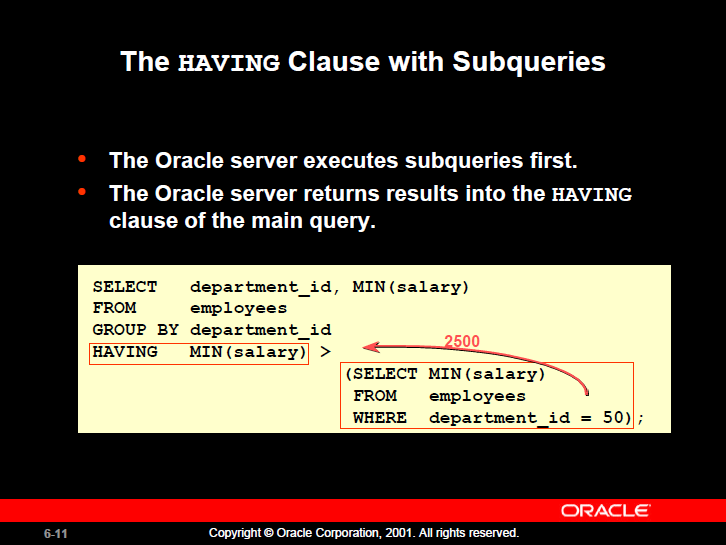 The HAVING Clause with Subqueries
• The Oracle server executes subqueries first.
• The Oracle server returns results into the HAVING
clause of the main query.
SELECT department_id, MIN(salary)
FROM employees
GROUP BY department_id
HAVING MIN(salary) >
2500
(SELECT MIN(salary)
FROM employees
WHERE department_id = 50);
ORACLE
6-11
Copyright © Oracle Corporation, 2001. All rights reserved.